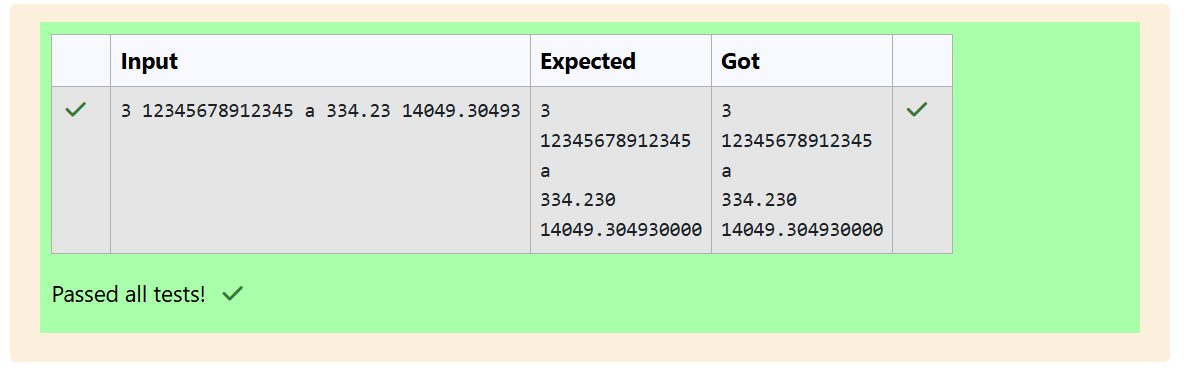 Input Expected Got
3 12345678912345 a 334.23 14049.30493 3 3
12345678912345 12345678912345
a a
334.230 334.230
14049.304930000 14049.304930000
Passed all tests!